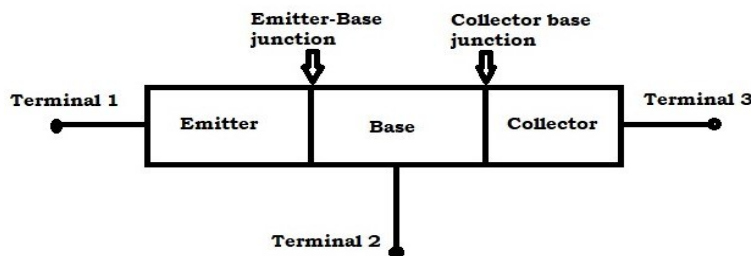 Emitter-Base
junction
Collector base
junction
Terminal 1
Terminal 3
Emitter
Base
Collector
Terminal 2